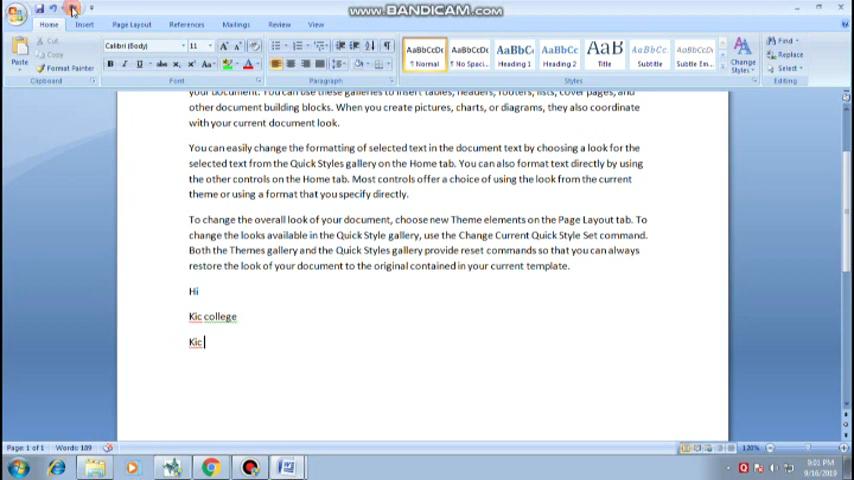 www.BANDICAM.com
Home Insert Page Layout References Mailings Review View
Cut
Copy
Format Painter
Paste
Calibri (Body) 11
AaBbCcDc AaBbCcDc AaBbC AaBbCc AaB AaBbCc. AaBbCcDc
¶ Normal ¶ No Spaci... Heading 1 Heading 2 Title Subtitle Subtle Em...
Change
Styles
Find
Replace
Select
Clipboard Font Paragraph Styles Editing
your document. You can use these galleries to insert tables, headers, footers, lists, cover pages, and
other document building blocks. When you create pictures, charts, or diagrams, they also coordinate
with your current document look.
You can easily change the formatting of selected text in the document text by choosing a look for the
selected text from the Quick Styles gallery on the Home tab. You can also format text directly by using
the other controls on the Home tab. Most controls offer a choice of using the look from the current
theme or using a format that you specify directly.
To change the overall look of your document, choose new Theme elements on the Page Layout tab. To
change the looks available in the Quick Style gallery, use the Change Current Quick Style Set command.
Both the Themes gallery and the Quick Styles gallery provide reset commands so that you can always
restore the look of your document to the original contained in your current template.
Hi
Kic college
Kic
Page: 1 of 1 Words: 189 120%
9:01 PM
9/16/2019